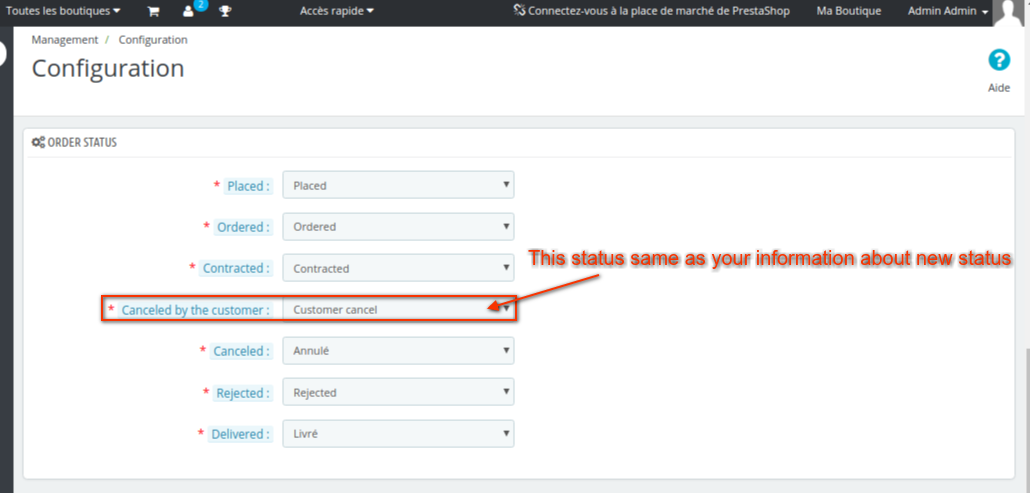 Toutes les boutiques 2 Accès rapide Connectez-vous à la place de marché de PrestaShop Ma Boutique Admin Admin
Management / Configuration
Configuration
?
Aide
ORDER STATUS
* Placed : Placed
* Ordered : Ordered
* Contracted : Contracted
This status same as your information about new status
* Canceled by the customer : Customer cancel
* Canceled : Annulé
* Rejected : Rejected
* Delivered : Livré